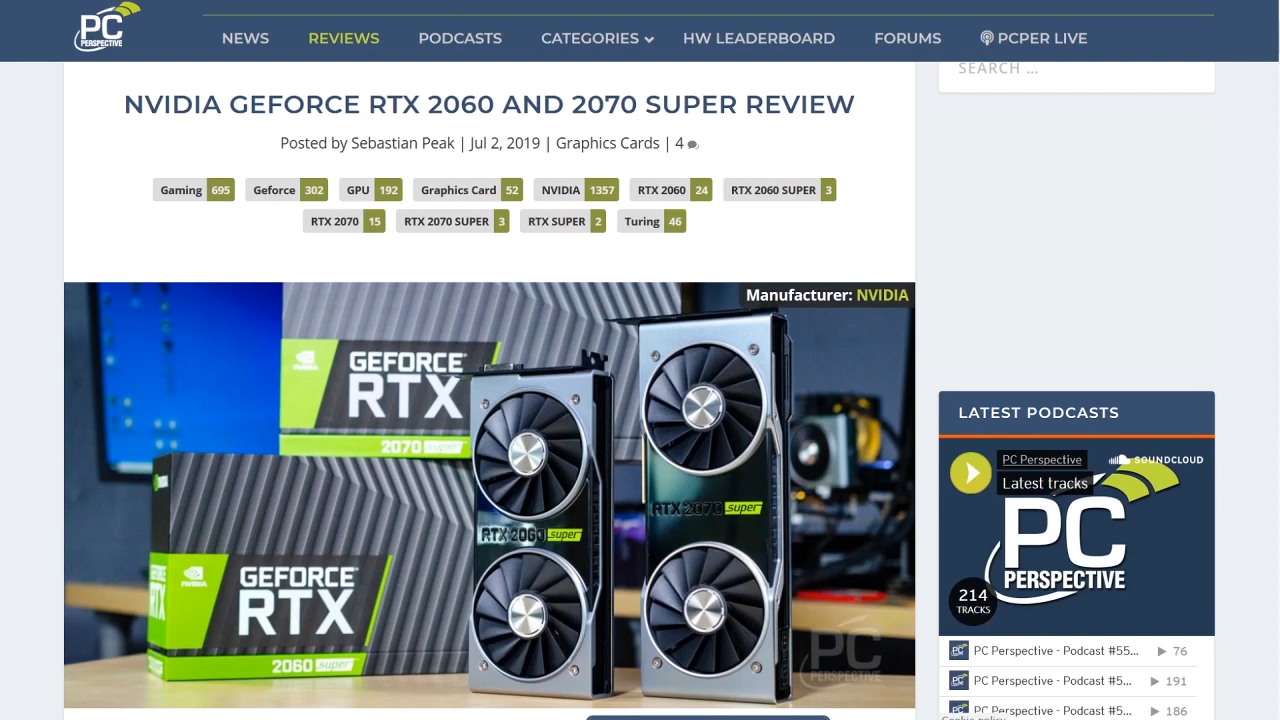 PC
PERSPECTIVE
NEWS
REVIEWS
PODCASTS
CATEGORIES
HW LEADERBOARD
FORUMS
PCPER LIVE
SEARCH ...
NVIDIA GEFORCE RTX 2060 AND 2070 SUPER REVIEW
Posted by Sebastian Peak | Jul 2, 2019 | Graphics Cards | 4
Gaming 695 Geforce 302 GPU 192 Graphics Card 52 NVIDIA 1357 RTX 2060 24 RTX 2060 SUPER 3
RTX 2070 15 RTX 2070 SUPER 3 RTX SUPER 2 Turing 46
Manufacturer: NVIDIA
NVIDIA
GEFORCE
RTX
2070 super
NVIDIA
GEFORCE
RTX
2060 super
RTX 2060 super
RTX 2070 super
PC
PERSPECTIVE
LATEST PODCASTS
PC Perspective
SOUNDCLOUD
Latest tracks
PC
PERSPECTIVE
214
TRACKS
PC Perspective - Podcast #55... 76
PC Perspective - Podcast #5... 191
PC Perspective - Podcast #5... 186
Cookie policy